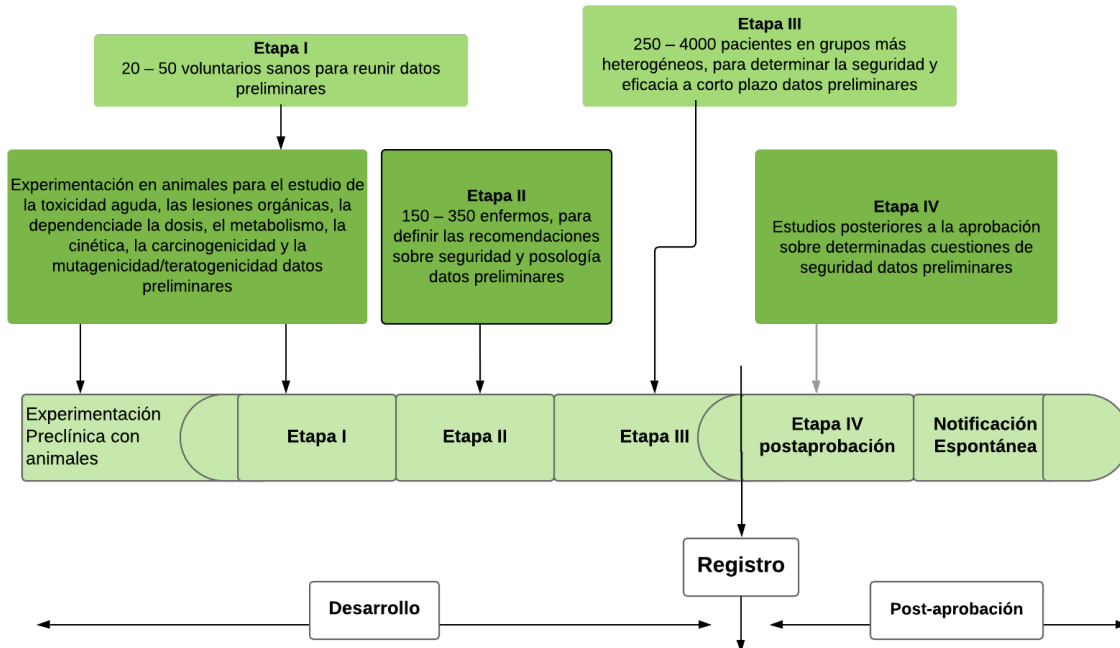 Etapa I
20 – 50 voluntarios sanos para reunir datos
preliminares
Etapa III
250 – 4000 pacientes en grupos más
heterogéneos, para determinar la seguridad y
eficacia a corto plazo datos preliminares
Experimentación en animales para el estudio de
la toxicidad aguda, las lesiones orgánicas, la
dependenciade la dosis, el metabolismo, la
cinética, la carcinogenicidad y la
mutagenicidad/teratogenicidad datos
preliminares
Etapa II
150 – 350 enfermos, para
definir las recomendaciones
sobre seguridad y posología
datos preliminares
Etapa IV
Estudios posteriores a la aprobación
sobre determinadas cuestiones de
seguridad datos preliminares
Experimentación
Preclínica con
animales
Etapa I
Etapa II
Etapa III
Etapa IV
postaprobación
Notificación
Espontánea
Registro
Desarrollo
Post-aprobación